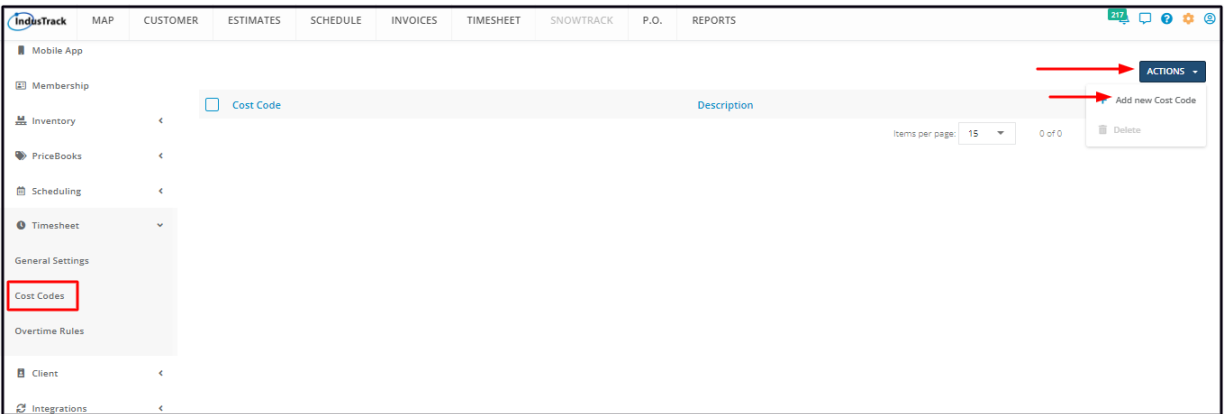 IndusTrack MAP CUSTOMER ESTIMATES SCHEDULE INVOICES TIMESHEET SNOWTRACK P.O. REPORTS 217
Mobile App
ACTIONS
Membership
Cost Code Description
Add new Cost Code
Inventory
Items per page: 15 0 of 0
Delete
PriceBooks
Scheduling
Timesheet
General Settings
Cost Codes
Overtime Rules
Client
Integrations